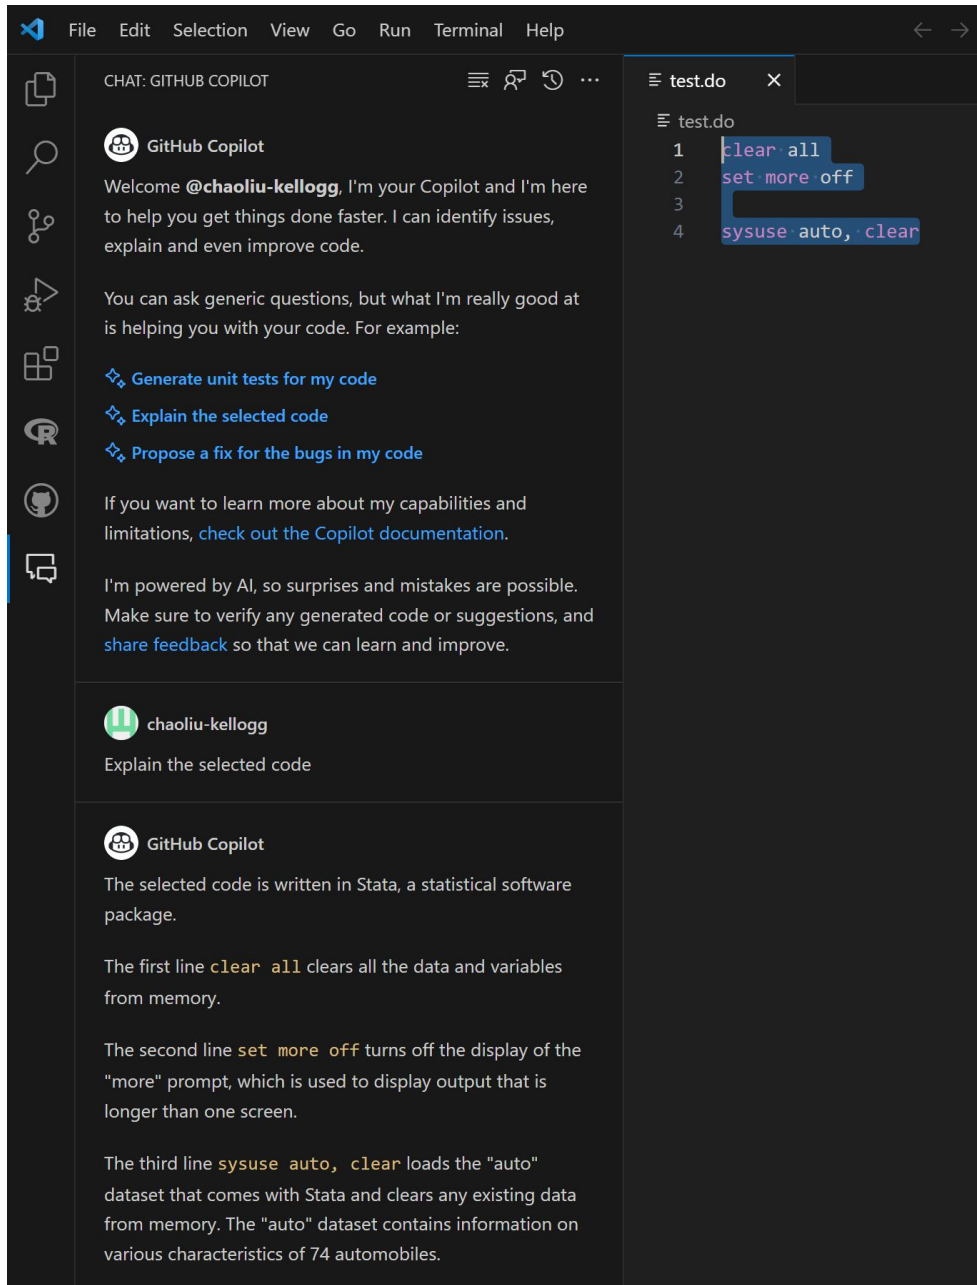 File Edit Selection View Go Run Terminal Help
CHAT: GITHUB COPILOT
GitHub Copilot
Welcome @chaoliu-kellogg, I'm your Copilot and I'm here
to help you get things done faster. I can identify issues,
explain and even improve code.
You can ask generic questions, but what I'm really good at
is helping you with your code. For example:
Generate unit tests for my code
Explain the selected code
Propose a fix for the bugs in my code
If you want to learn more about my capabilities and
limitations, check out the Copilot documentation.
I'm powered by AI, so surprises and mistakes are possible.
Make sure to verify any generated code or suggestions, and
share feedback so that we can learn and improve.
chaoliu-kellogg
Explain the selected code
GitHub Copilot
The selected code is written in Stata, a statistical software
package.
The first line clear all clears all the data and variables
from memory.
The second line set more off turns off the display of the
"more" prompt, which is used to display output that is
longer than one screen.
The third line sysuse auto, clear loads the "auto"
dataset that comes with Stata and clears any existing data
from memory. The "auto" dataset contains information on
various characteristics of 74 automobiles.
test.do
test.do
1 clear all
2 set more off
3
4 sysuse auto, clear